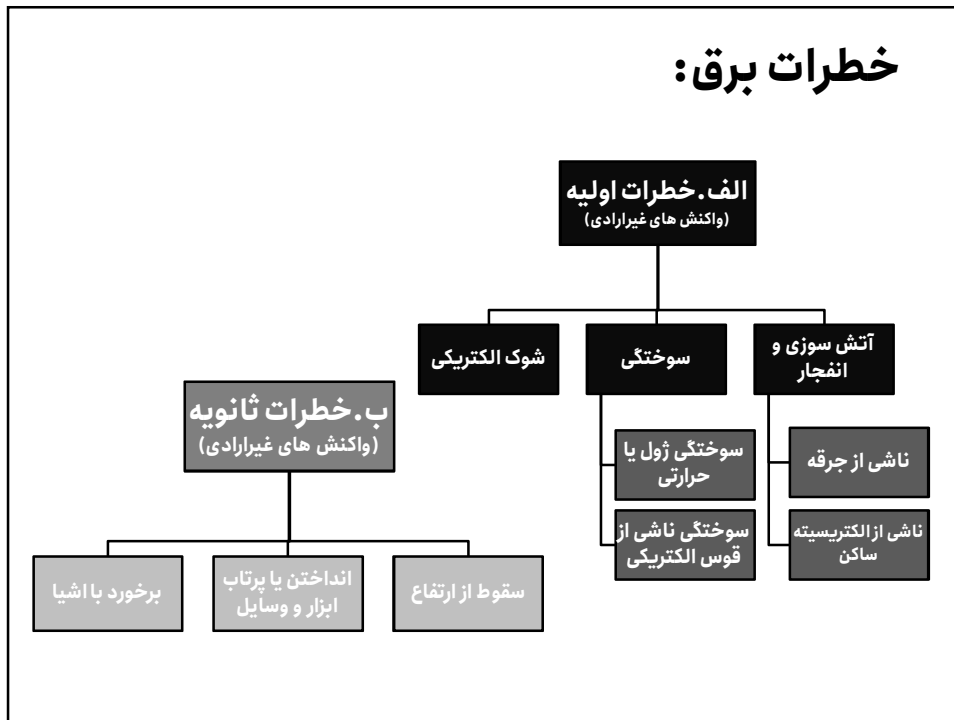 خطرات برق:
الف.خطرات اولیه
(واکنش های غیرارادی)
آتش سوزی و
انفجار
سوختگی
شوک الکتریکی
ناشی از جرقه
ناشی از الکتریسیته
ساکن
سوختگی ژول یا
حرارتی
سوختگی ناشی از
قوس الکتریکی
ب.خطرات ثانویه
(واکنش های غیرارادی)
سقوط از ارتفاع
انداختن یا پرتاب
ابزار و وسایل
برخورد با اشیا